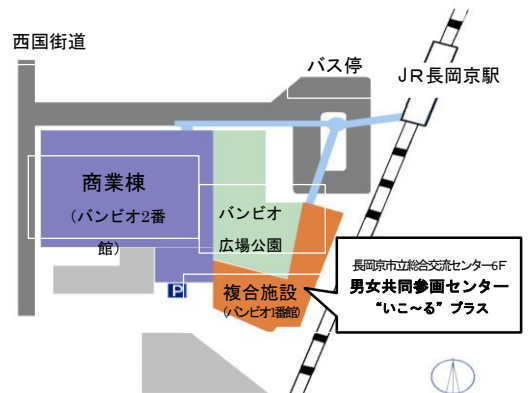 西国街道
バス停
JR長岡京駅
商業棟
(バンビオ2番
館)
バンビオ
広場公園
長岡京市立総合交流センター6F
男女共同参画センター
“いこ～る”プラス
複合施設
(バンビオ1番館)
P